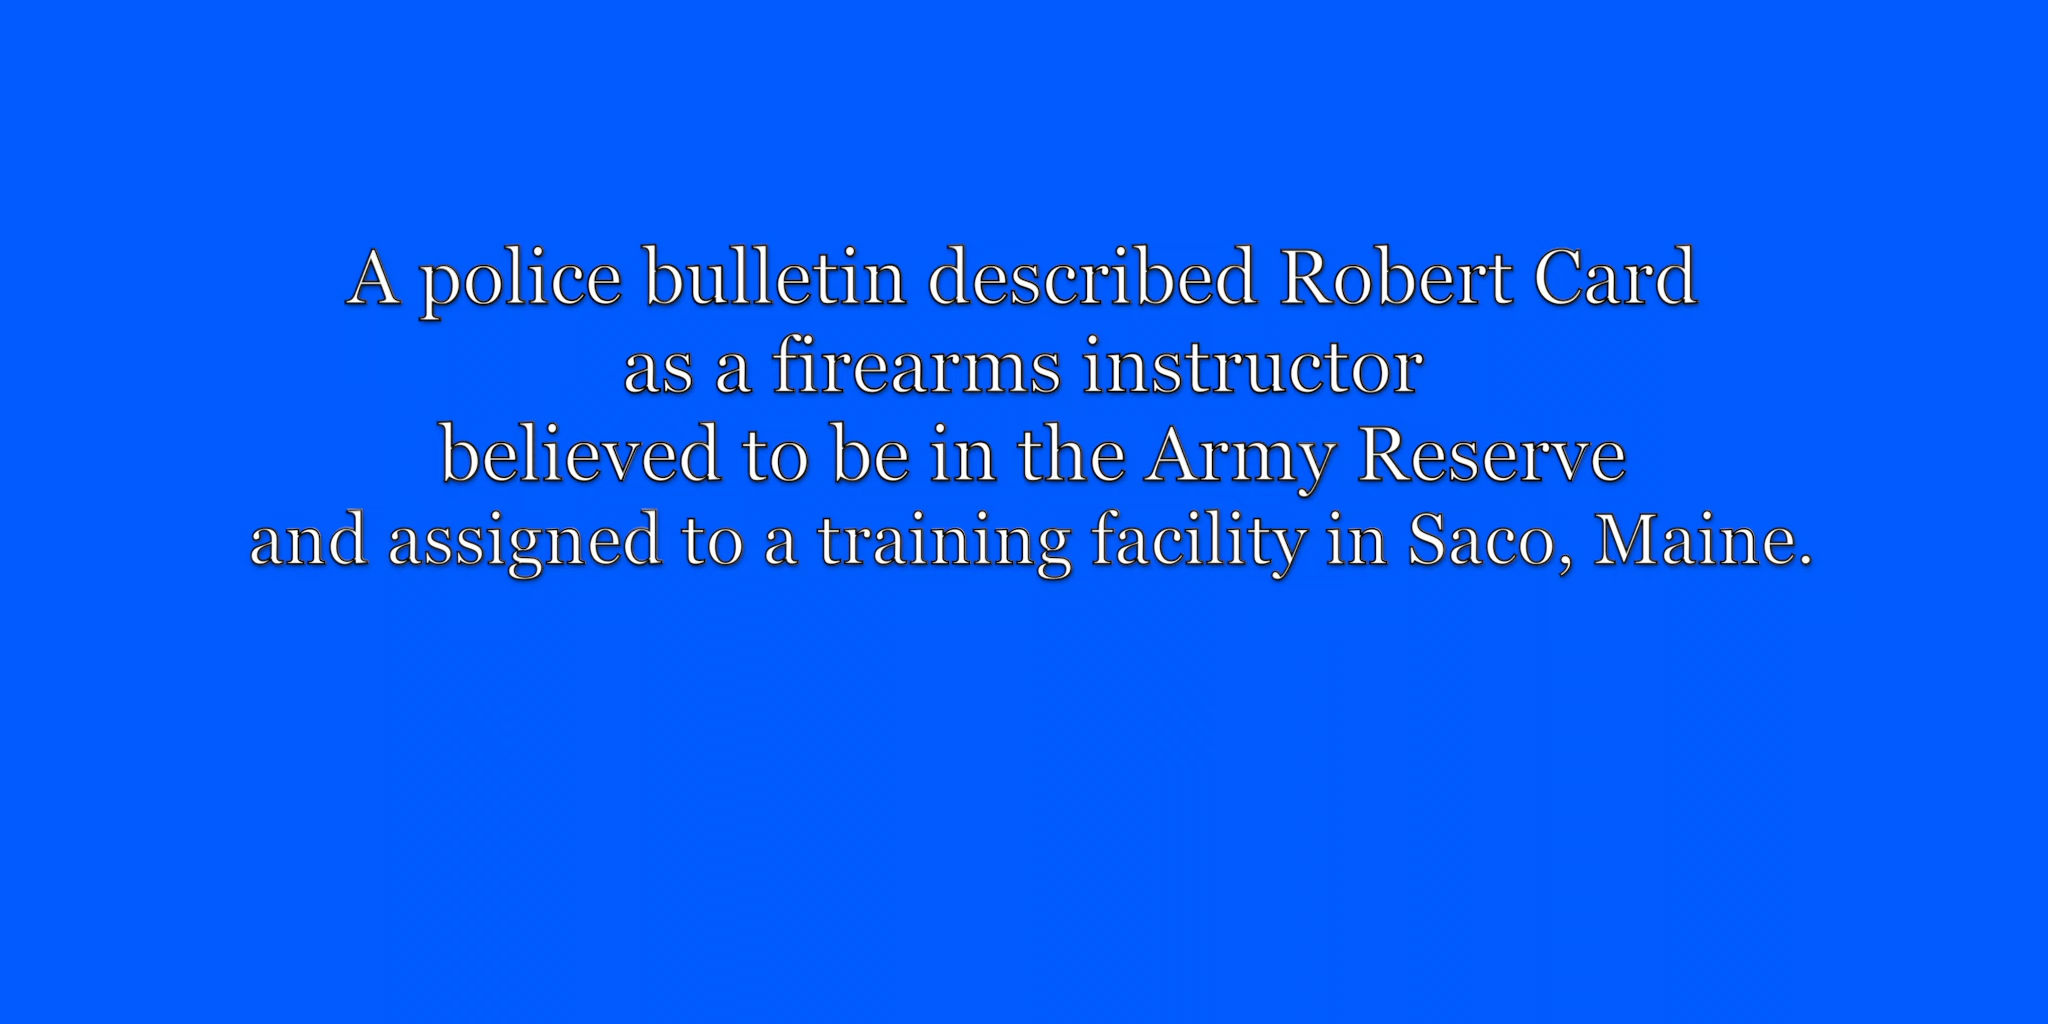 A police bulletin described Robert Card
as a firearms instructor
believed to be in the Army Reserve
and assigned to a training facility in Saco, Maine.